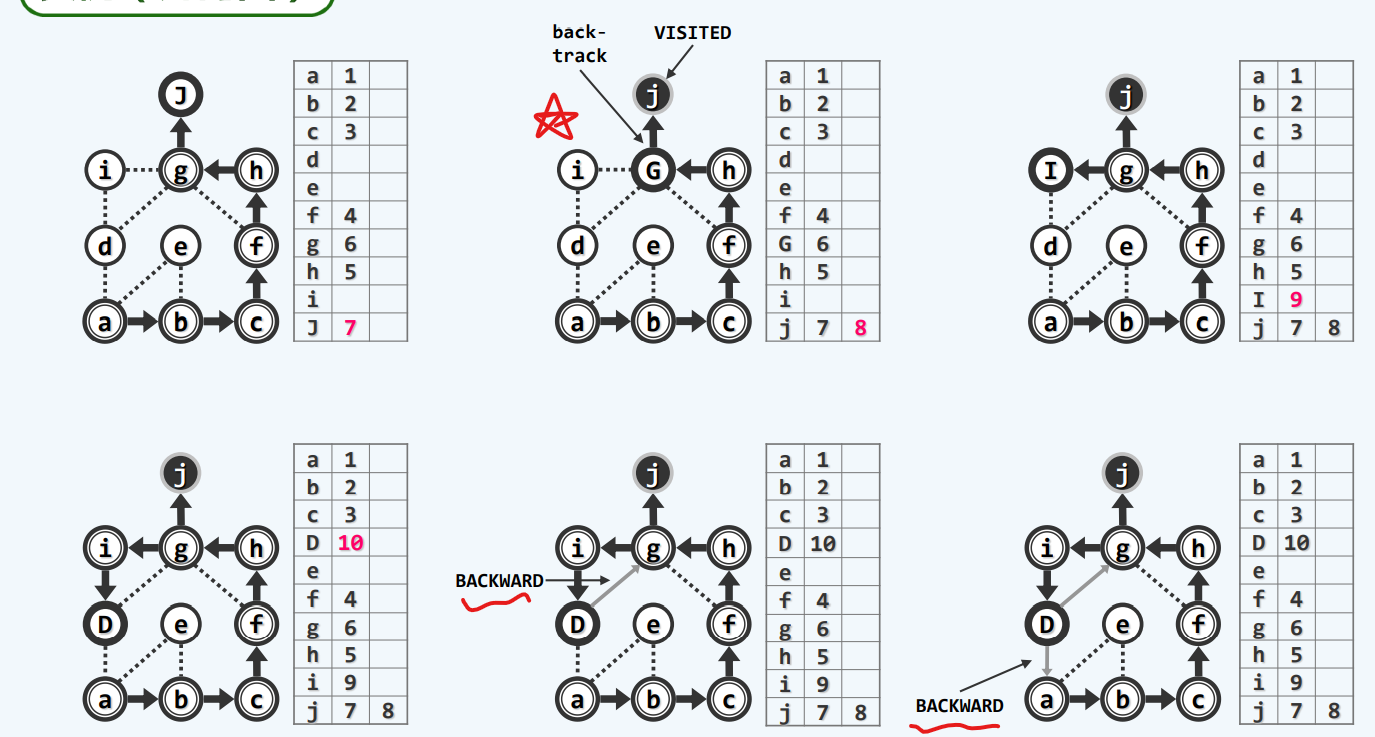 back-
track
VISITED
J
i g h
d e f
a b c
a 1
b 2
c 3
d
e
f 4
g 6
h 5
i
J 7
j
i G h
d e f
a b c
a 1
b 2
c 3
d
e
f 4
G 6
h 5
i
j 7 8
j
I g h
d e f
a b c
a 1
b 2
c 3
d
e
f 4
g 6
h 5
I 9
j 7 8
j
i g h
D e f
a b c
a 1
b 2
c 3
D 10
e
f 4
g 6
h 5
i 9
j 7 8
j
i g h
BACKWARD
D e f
a b c
a 1
b 2
c 3
D 10
e
f 4
g 6
h 5
i 9
j 7 8
j
i g h
D e f
BACKWARD
a b c
a 1
b 2
c 3
D 10
e
f 4
g 6
h 5
i 9
j 7 8